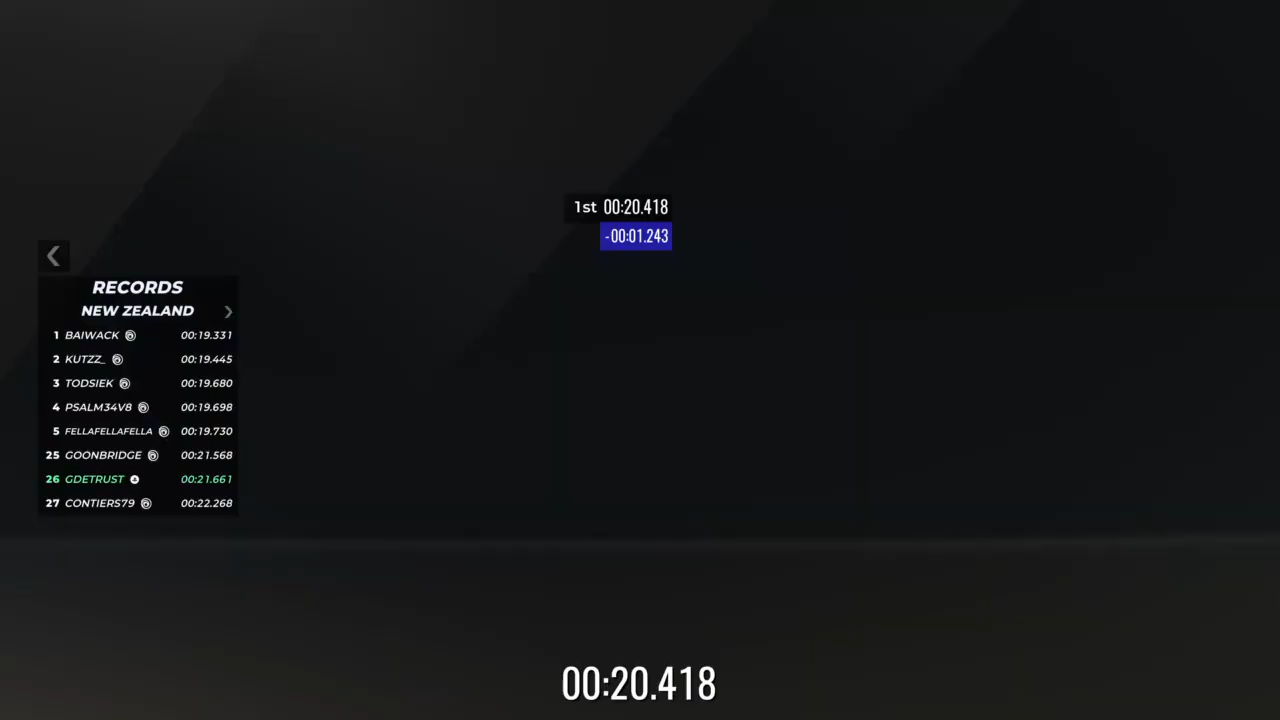 1st 00:20.418
-00:01.243
RECORDS
NEW ZEALAND
1 BAIWACK 00:19.331
2 KUTZZ_ 00:19.445
3 TODSIEK 00:19.680
4 PSALM34V8 00:19.698
5 FELLAFELLAFELLA 00:19.730
25 GOONBRIDGE 00:21.568
26 GDETRUST 00:21.661
27 CONTIERS79 00:22.268
00:20.418